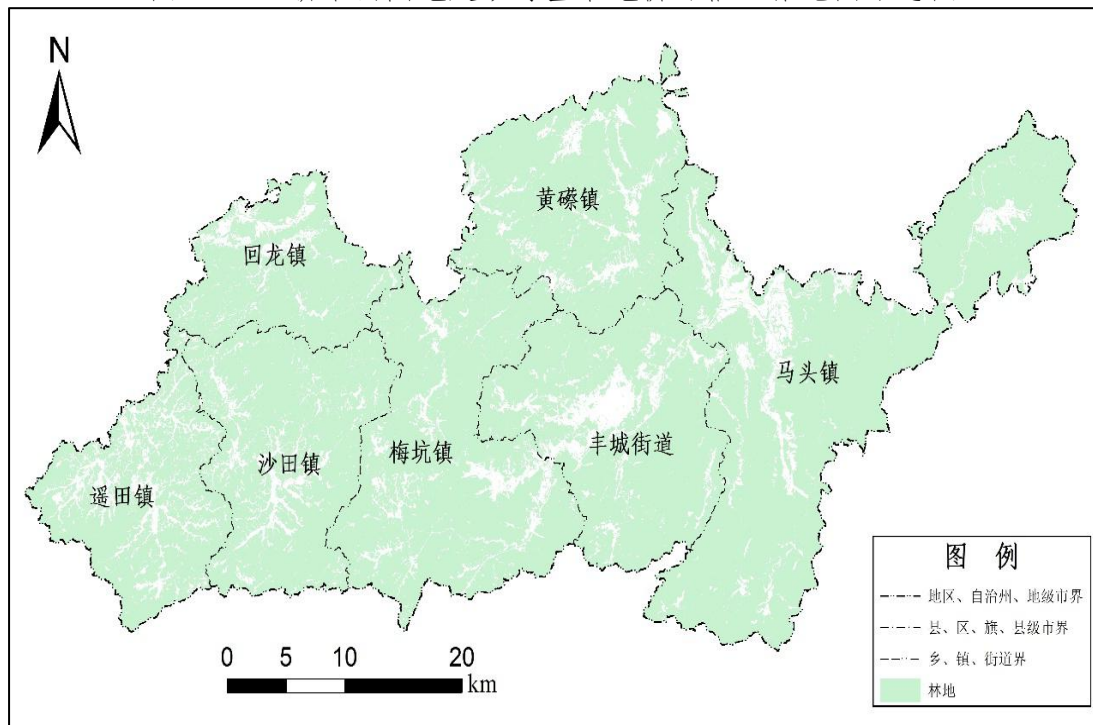 N
黄磜镇
回龙镇
马头镇
丰城街道
梅坑镇
沙田镇
遥田镇
0 5 10 20
km
图 例
地区、自治州、地级市界
县、区、旗、县级市界
乡、镇、街道界
林地